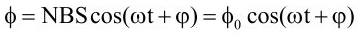 ϕ = NBS cos(ωt + φ) = ϕ₀ cos(ωt + φ)